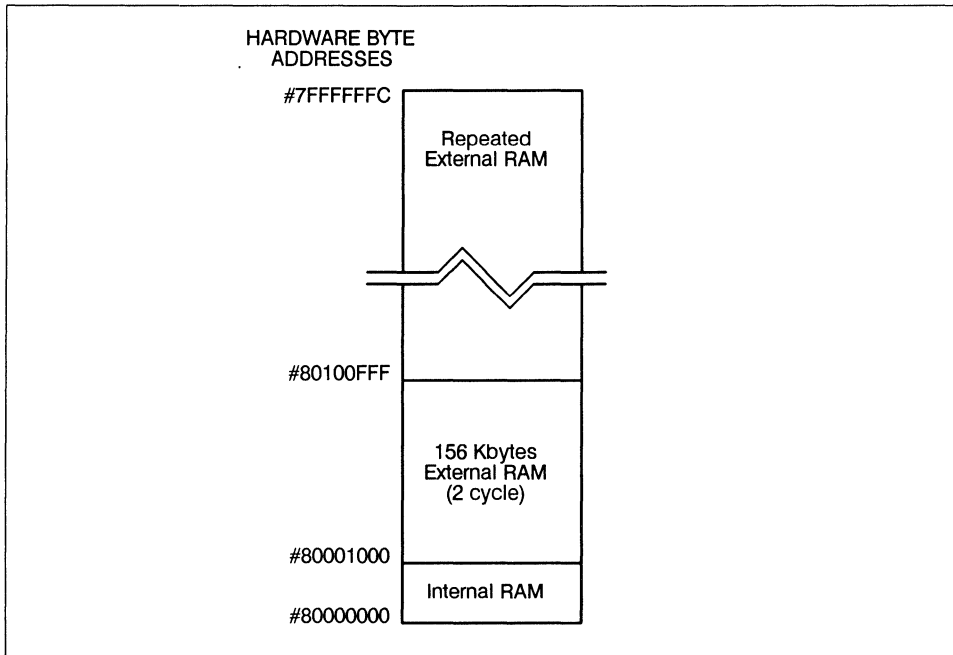 HARDWARE BYTE
ADDRESSES
#7FFFFFFC
Repeated
External RAM
#80100FFF
156 Kbytes
External RAM
(2 cycle)
#80001000
Internal RAM
#80000000